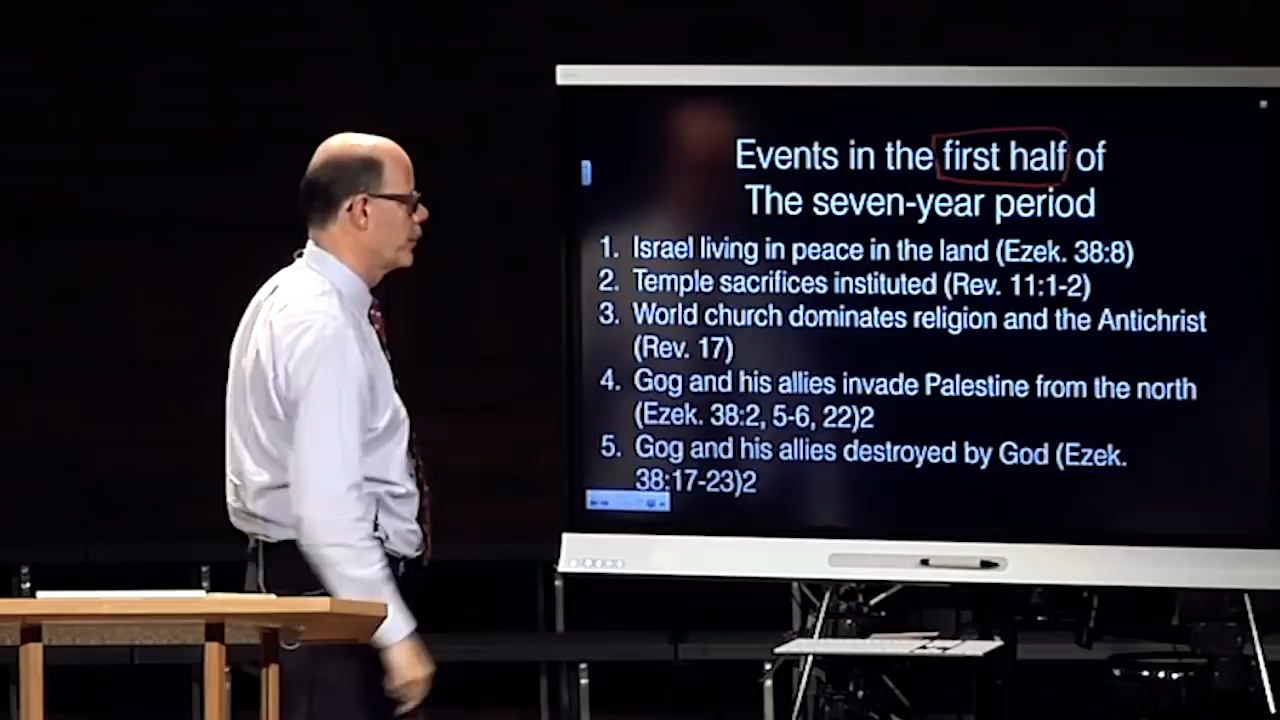 Events in the first half of
The seven-year period
1. Israel living in peace in the land (Ezek. 38:8)
2. Temple sacrifices instituted (Rev. 11:1-2)
3. World church dominates religion and the Antichrist
(Rev. 17)
4. Gog and his allies invade Palestine from the north
(Ezek. 38:2, 5-6, 22)2
5. Gog and his allies destroyed by God (Ezek.
38:17-23)2